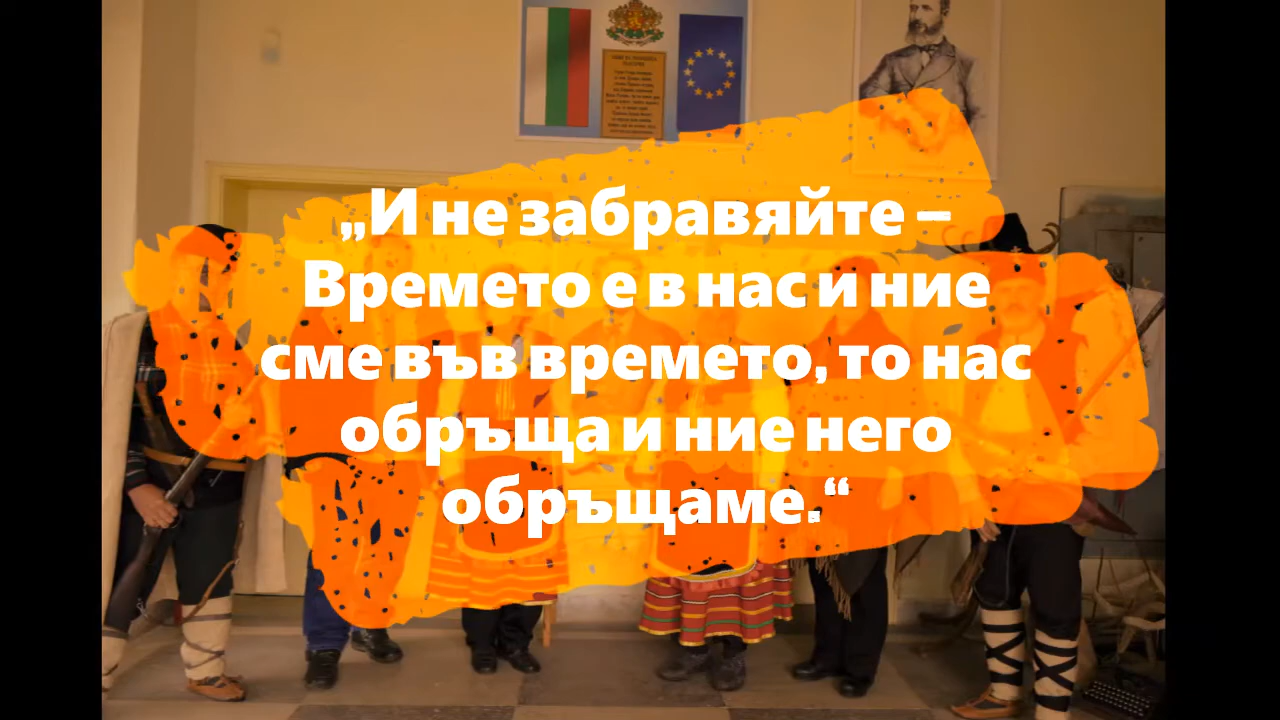 „И не забравяйте –
Времето е в нас и ние
сме във времето, то нас
обръща и ние него
обръщаме.“